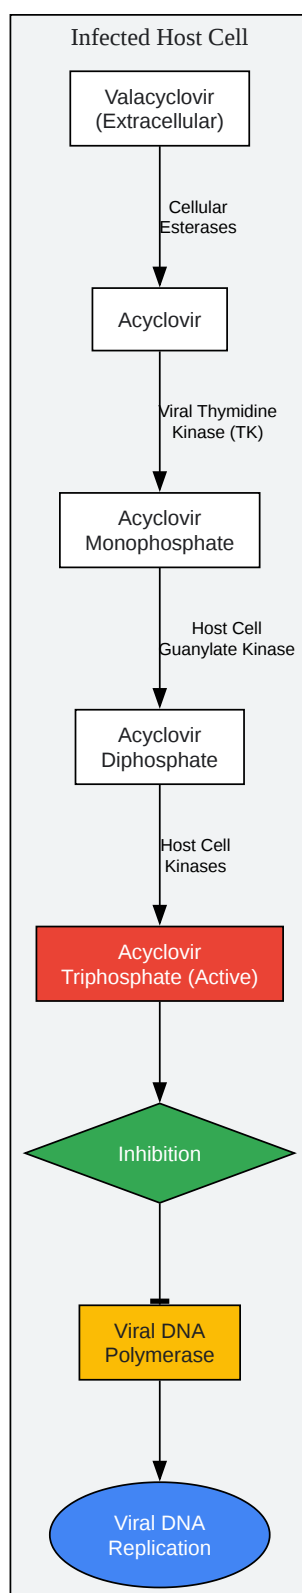 Infected Host Cell
Valacyclovir
(Extracellular)
Cellular
Esterases
Acyclovir
Viral Thymidine
Kinase (TK)
Acyclovir
Monophosphate
Host Cell
Guanylate Kinase
Acyclovir
Diphosphate
Host Cell
Kinases
Acyclovir
Triphosphate (Active)
Inhibition
Viral DNA
Polymerase
Viral DNA
Replication